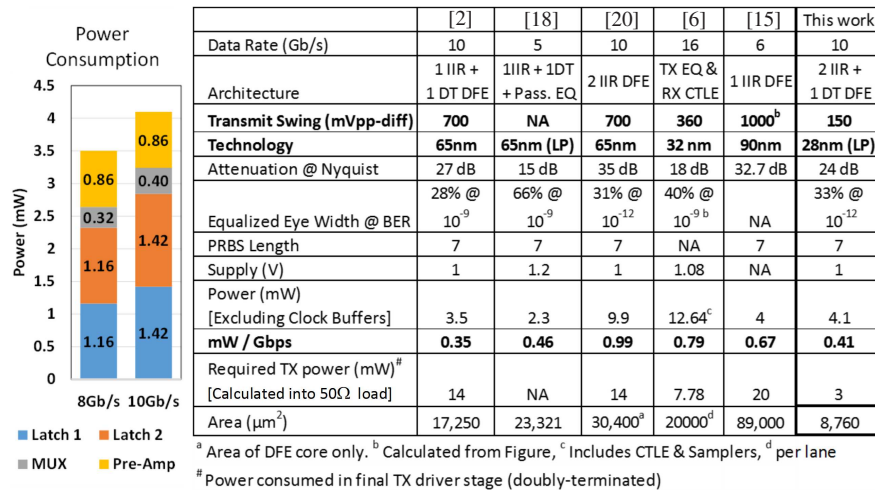 Power
Consumption
4.5
4
3.5
3
2.5
2
1.5
1
0.5
0
Power (mW)
0.86
0.32
1.16
1.16
0.86
0.40
1.42
1.42
8Gb/s 10Gb/s
Latch 1 Latch 2
MUX Pre-Amp
[2] [18] [20] [6] [15] This work
Data Rate (Gb/s) 10 5 10 16 6 10
Architecture 1 IIR + 1 DT DFE 1IIR + 1DT + Pass. EQ 2 IIR DFE TX EQ & RX CTLE 1 IIR DFE 2 IIR + 1 DT DFE
Transmit Swing (mVpp-diff) 700 NA 700 360 1000^b 150
Technology 65nm 65nm (LP) 65nm 32 nm 90nm 28nm (LP)
Attenuation @ Nyquist 27 dB 15 dB 35 dB 18 dB 32.7 dB 24 dB
Equalized Eye Width @ BER 28% @ 10^-9 66% @ 10^-9 31% @ 10^-12 40% @ 10^-9 b NA 33% @ 10^-12
PRBS Length 7 7 7 NA 7 7
Supply (V) 1 1.2 1 1.08 NA 1
Power (mW)
[Excluding Clock Buffers] 3.5 2.3 9.9 12.64^c 4 4.1
mW / Gbps 0.35 0.46 0.99 0.79 0.67 0.41
Required TX power (mW)^#
[Calculated into 50Ω load] 14 NA 14 7.78 20 3
Area (µm²) 17,250 23,321 30,400^a 20000^d 89,000 8,760
^a Area of DFE core only. ^b Calculated from Figure, ^c Includes CTLE & Samplers, ^d per lane
^# Power consumed in final TX driver stage (doubly-terminated)